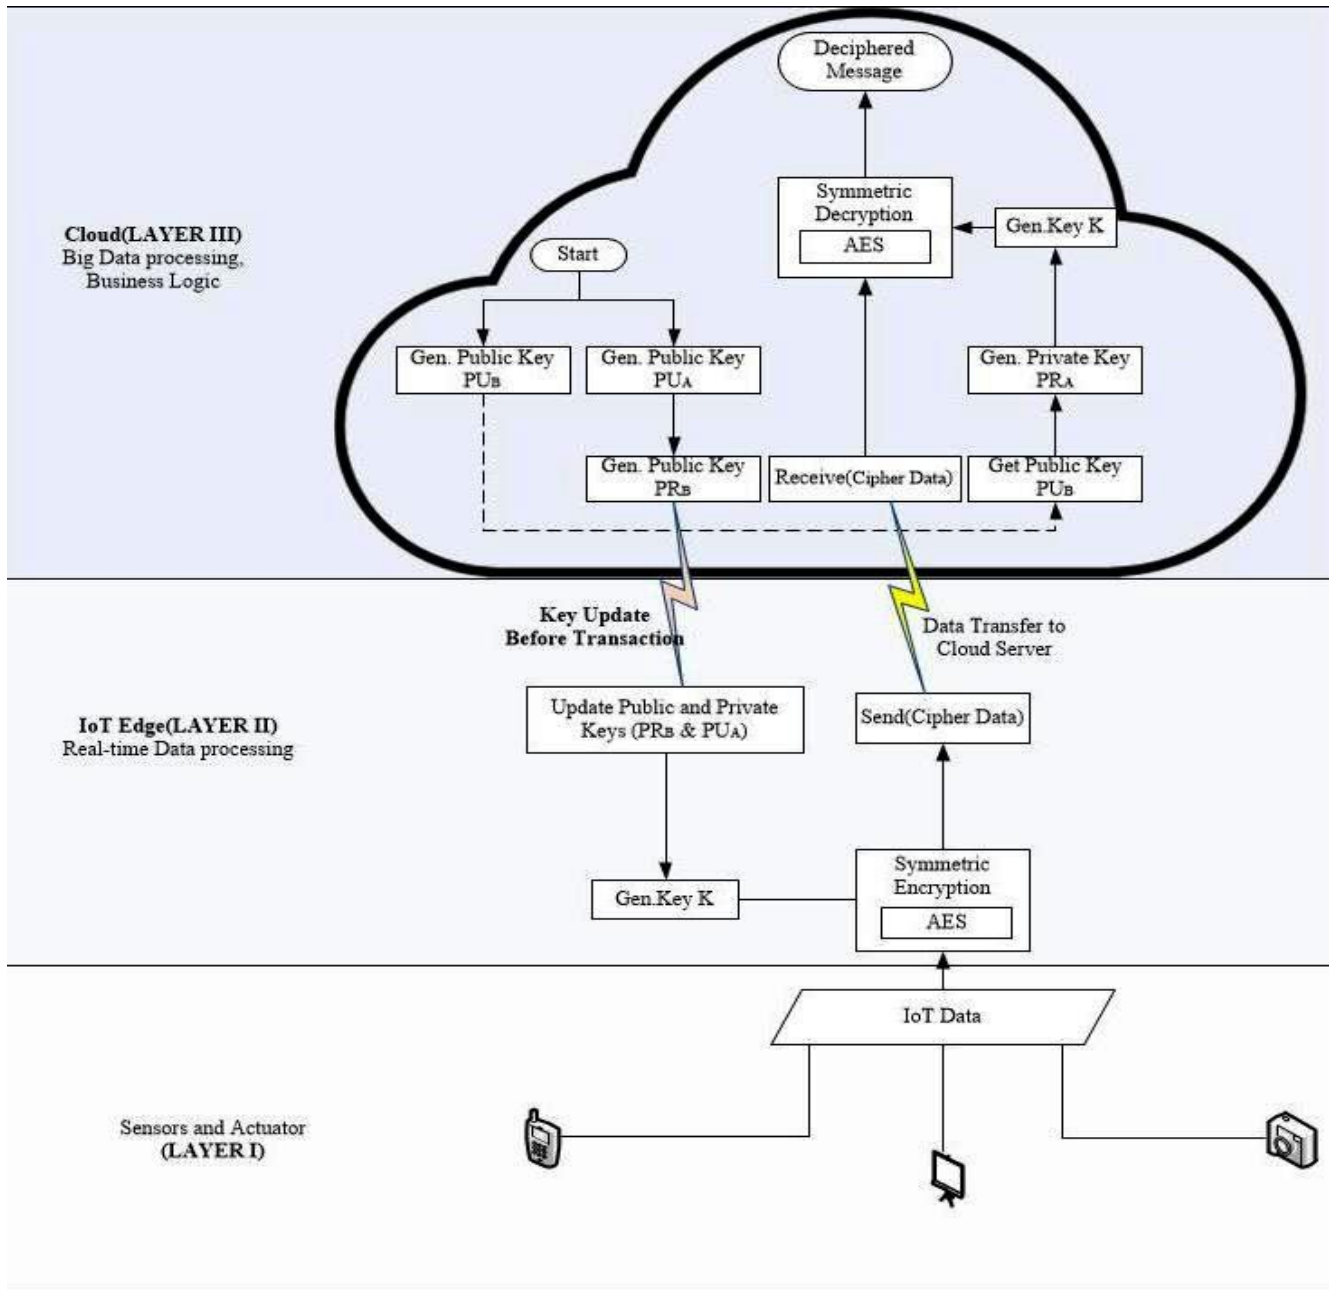 Deciphered
Message
Symmetric
Decryption
AES
Gen.Key K
Cloud(LAYER III)
Big Data processing,
Business Logic
Start
Gen. Public Key
PUB
Gen. Public Key
PUA
Gen. Private Key
PRA
Gen. Public Key
PRB
Receive(Cipher Data)
Get Public Key
PUB
Key Update
Before Transaction
Data Transfer to
Cloud Server
IoT Edge(LAYER II)
Real-time Data processing
Update Public and Private
Keys (PRB & PUA)
Send(Cipher Data)
Gen.Key K
Symmetric
Encryption
AES
IoT Data
Sensors and Actuator
(LAYER I)